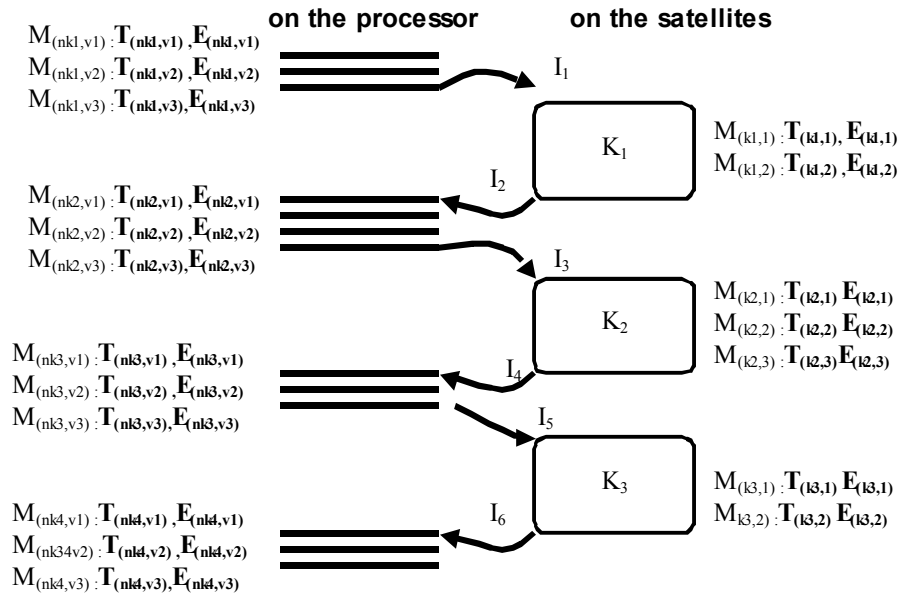 on the processor
on the satellites
M(nk1,v1) : T(nk1,v1) ,E(nk1,v1)
M(nk1,v2) : T(nk1,v2) ,E(nk1,v2)
M(nk1,v3) : T(nk1,v3),E(nk1,v3)
I1
K1
M(k1,1) : T(k1,1), E(k1,1)
M(k1,2) : T(k1,2) ,E(k1,2)
I2
M(nk2,v1) : T(nk2,v1) ,E(nk2,v1)
M(nk2,v2) : T(nk2,v2) ,E(nk2,v2)
M(nk2,v3) : T(nk2,v3),E(nk2,v3)
I3
K2
M(k2,1) : T(k2,1) E(k2,1)
M(k2,2) : T(k2,2) E(k2,2)
M(k2,3) : T(k2,3)E(k2,3)
I4
M(nk3,v1) : T(nk3,v1) ,E(nk3,v1)
M(nk3,v2) : T(nk3,v2) ,E(nk3,v2)
M(nk3,v3) : T(nk3,v3),E(nk3,v3)
I5
K3
M(k3,1) : T(k3,1) E(k3,1)
Mk3,2) : T(k3,2) E(k3,2)
I6
M(nk4,v1) : T(nk4,v1) ,E(nk4,v1)
M(nk34v2) : T(nk4,v2) ,E(nk4,v2)
M(nk4,v3) : T(nk4,v3),E(nk4,v3)